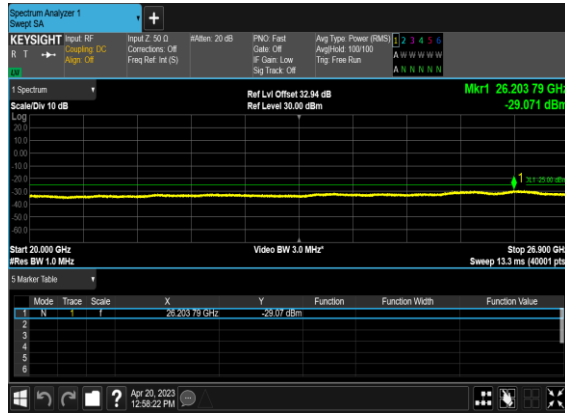 Spectrum Analyzer 1
Swept SA
+
KEYSIGHT Input: RF Input Z: 50 Ω #Atten: 20 dB PNO: Fast Avg Type: Power (RMS) 1 2 3 4 5 6
R T Coupling: DC Corrections: Off Gate: Off Avg|Hold: 100/100 A W W W W W
Align: Off Freq Ref: Int (S) IF Gain: Low Trig: Free Run
Sig Track: Off A N N N N N
1 Spectrum Ref Lvl Offset 32.94 dB Mkr1 26.203 79 GHz
Scale/Div 10 dB Ref Level 30.00 dBm -29.071 dBm
Log
20.0
10.0
0.00
-10.0
-20.0
-30.0
-40.0
-50.0
-60.0
1
DL1 -25.00 dBm
Start 20.000 GHz Video BW 3.0 MHz* Stop 26.900 GHz
#Res BW 1.0 MHz Sweep 13.3 ms (40001 pts)
5 Marker Table
Mode Trace Scale X Y Function Function Width Function Value
1 N 1 f 26.203 79 GHz -29.07 dBm
2
3
4
5
6
? Apr 20, 2023
12:58:22 PM